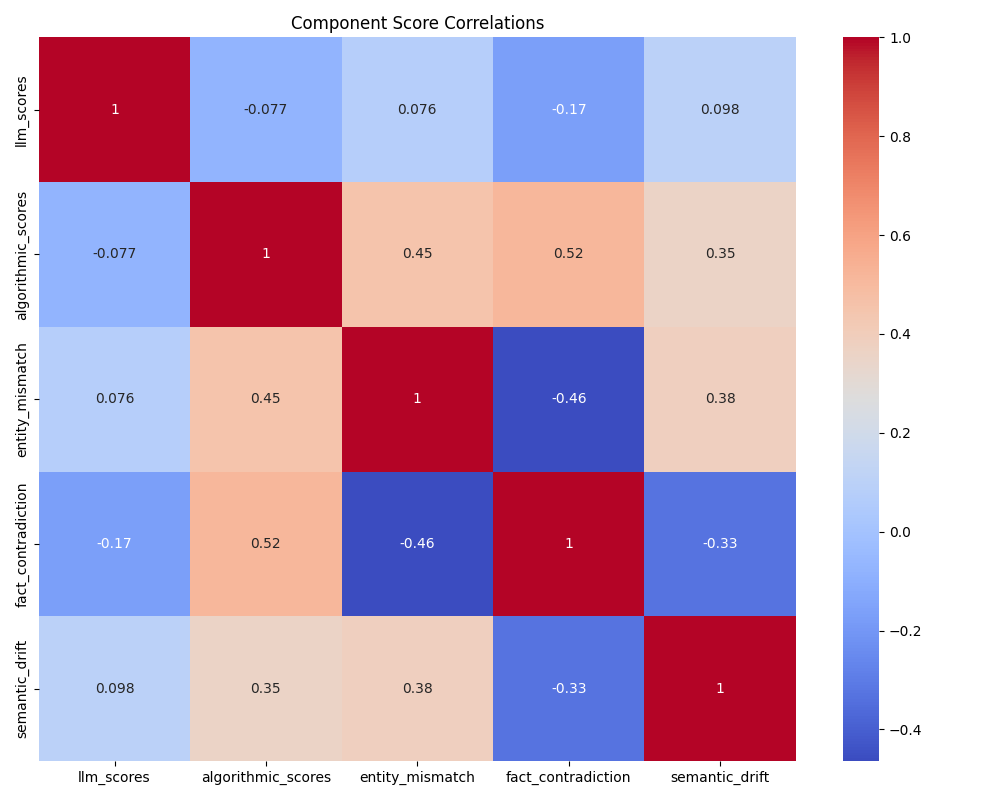 Component Score Correlations
llm_scores 1 -0.077 0.076 -0.17 0.098
algorithmic_scores -0.077 1 0.45 0.52 0.35
entity_mismatch 0.076 0.45 1 -0.46 0.38
fact_contradiction -0.17 0.52 -0.46 1 -0.33
semantic_drift 0.098 0.35 0.38 -0.33 1
llm_scores algorithmic_scores entity_mismatch fact_contradiction semantic_drift
1.0
0.8
0.6
0.4
0.2
0.0
−0.2
−0.4